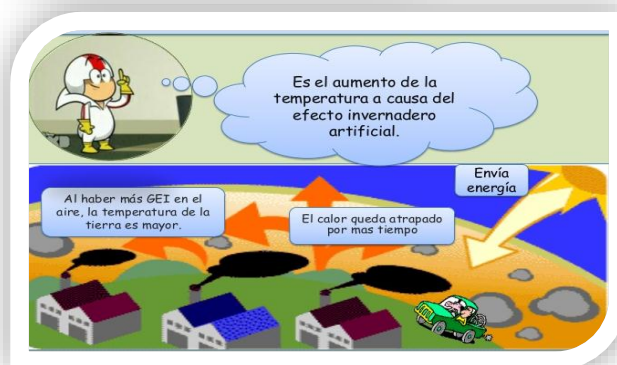 Es el aumento de la
temperatura a causa del
efecto invernadero
artificial.
Envía
energía
Al haber más GEI en el
aire, la temperatura de la
tierra es mayor.
El calor queda atrapado
por mas tiempo